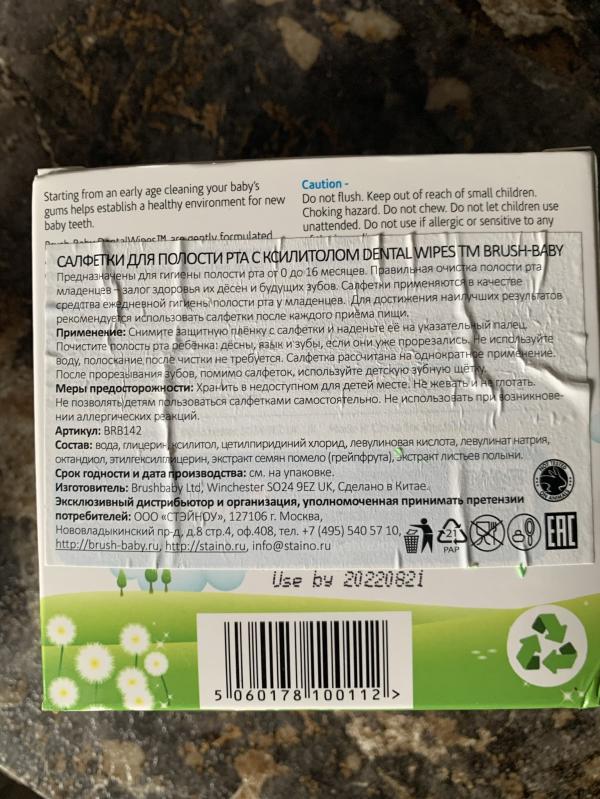 Starting from an early age cleaning your baby's
gums helps establish a healthy environment for new
baby teeth.
Brush-Baby DentalWipes™ are gently formulated
Caution -
Do not flush. Keep out of reach of small children.
Choking hazard. Do not chew. Do not let children use
unattended. Do not use if allergic or sensitive to any
САЛФЕТКИ ДЛЯ ПОЛОСТИ РТА С КСИЛИТОЛОМ DENTAL WIPES TM BRUSH-BABY
Предназначены для гигиены полости рта от 0 до 16 месяцев. Правильная очистка полости рта
младенцев - залог здоровья их дёсен и будущих зубов. Салфетки применяются в качестве
средства ежедневной гигиены полости рта у младенцев. Для достижения наилучших результатов
рекомендуется использовать салфетки после каждого приёма пищи.
Применение: Снимите защитную плёнку с салфетки и наденьте её на указательный палец.
Почистите полость рта ребёнка: дёсны, язык и зубы, если они уже прорезались. Не используйте
воду, полоскание после чистки не требуется. Салфетка рассчитана на однократное применение.
После прорезывания зубов, помимо салфеток, используйте детскую зубную щётку.
Меры предосторожности: Хранить в недоступном для детей месте. Не жевать и не глотать.
Не позволять детям пользоваться салфетками самостоятельно. Не использовать при возникнове-
нии аллергических реакций.
Артикул: BRB142
Состав: вода, глицерин, ксилитол, цетилпиридиний хлорид, левулиновая кислота, левулинат натрия,
октандиол, этилгексилглицерин, экстракт семян помело (грейпфрута), экстракт листьев полыни.
Срок годности и дата производства: см. на упаковке.
Изготовитель: Brushbaby Ltd, Winchester SO24 9EZ UK, Сделано в Китае.
Эксклюзивный дистрибьютор и организация, уполномоченная принимать претензии
потребителей: ООО «СТЭЙНОУ», 127106 г. Москва,
Нововладыкинский пр-д, д.8 стр.4, оф.408, тел. +7 (495) 540 57 10,
http://brush-baby.ru, http://staino.ru, info@staino.ru
21
PAP
NOT TESTED
ON ANIMALS
EAC
Use by 20220821
5 060178 100112 >